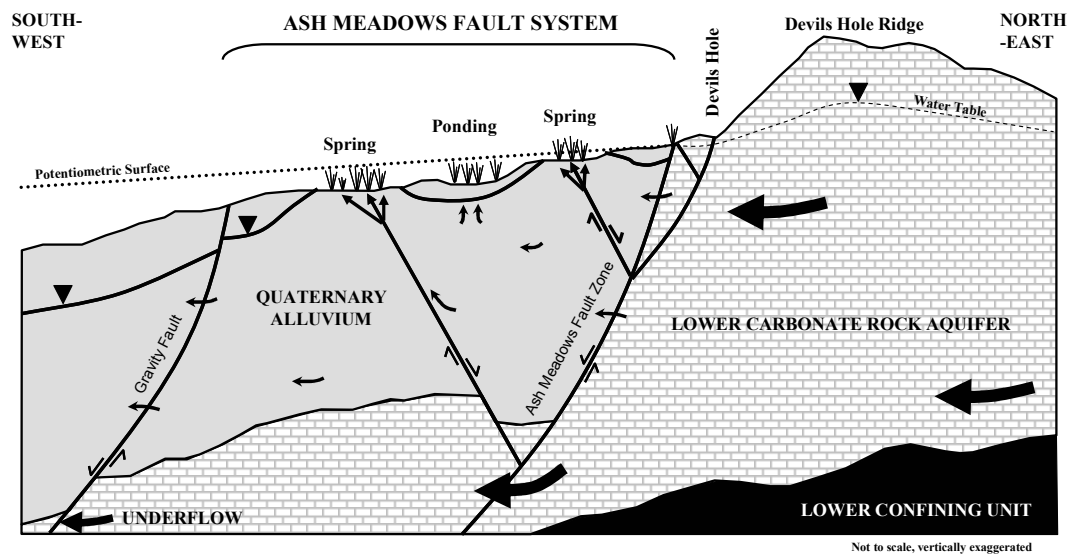 SOUTH-
WEST
ASH MEADOWS FAULT SYSTEM
Devils Hole
Devils Hole Ridge
NORTH
-EAST
Water Table
Spring
Ponding
Spring
Potentiometric Surface
QUATERNARY
ALLUVIUM
Gravity Fault
Ash Meadows Fault Zone
LOWER CARBONATE ROCK AQUIFER
UNDERFLOW
LOWER CONFINING UNIT
Not to scale, vertically exaggerated